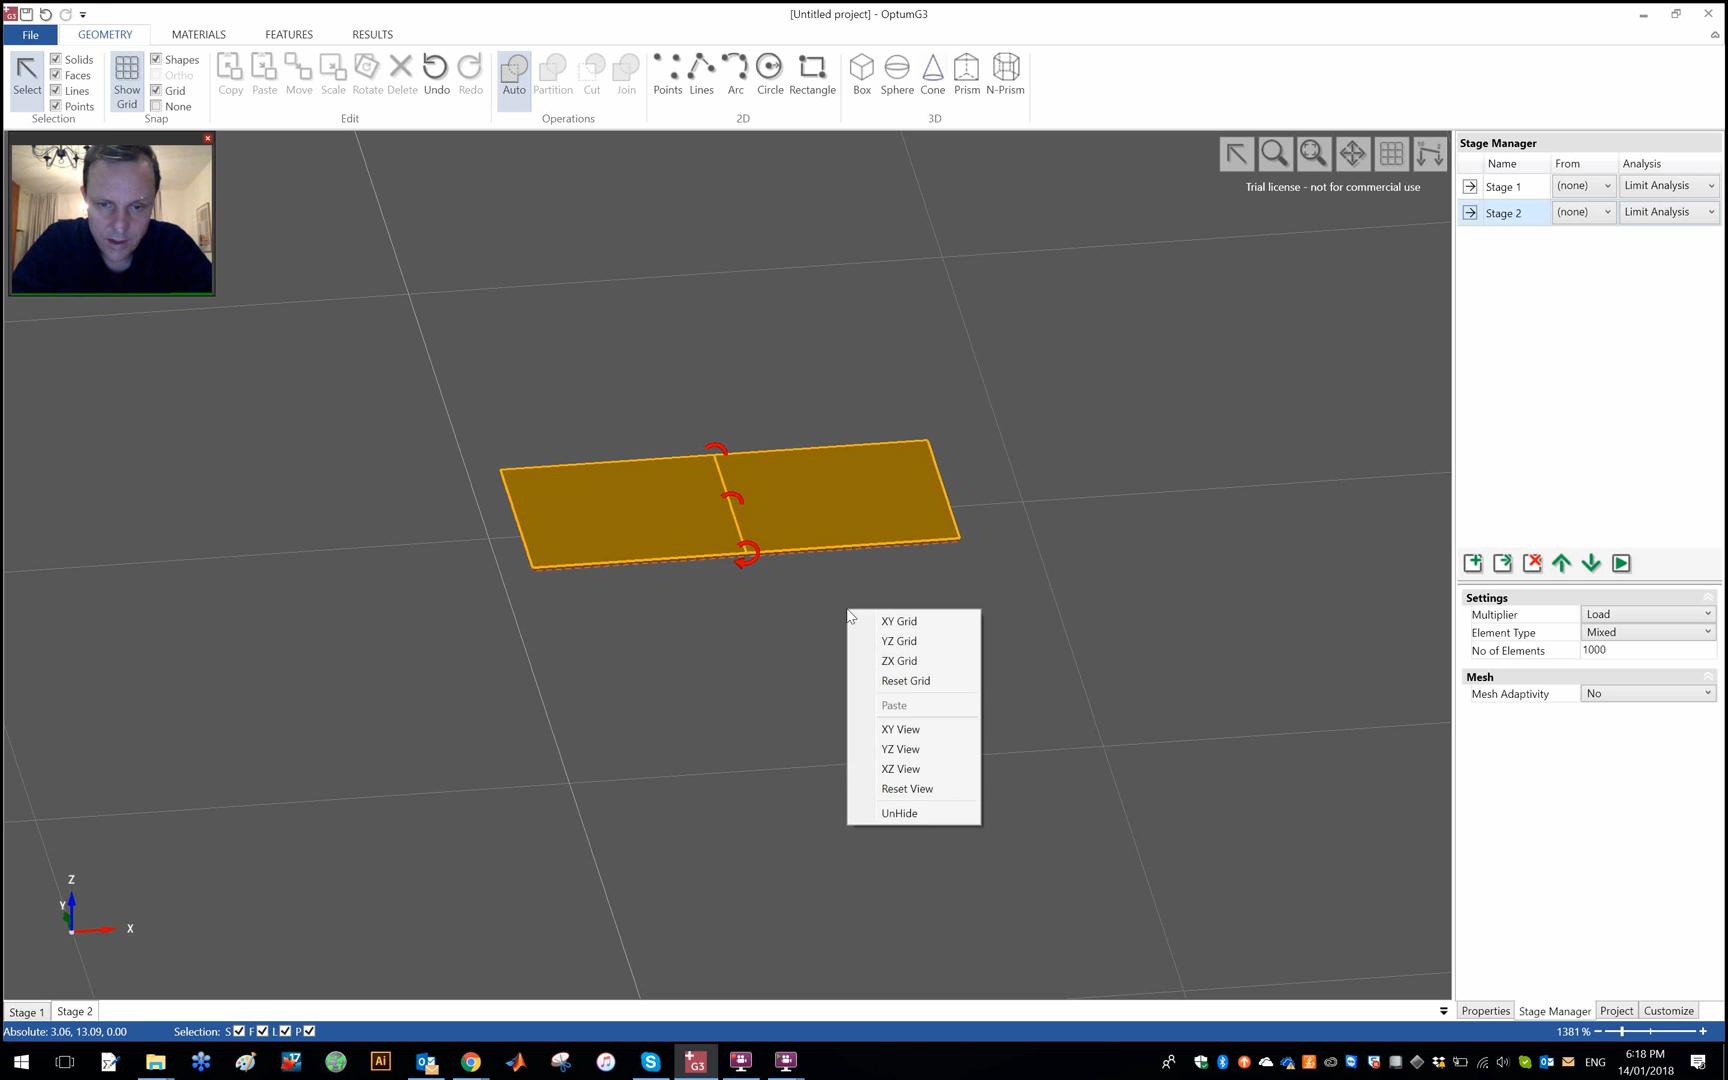 [Untitled project] - OptumG3
File GEOMETRY MATERIALS FEATURES RESULTS
Select
Solids
Faces
Lines
Points
Selection
Show Grid
Shapes
Ortho
Grid
None
Snap
Copy Paste Move Scale Rotate Delete Undo Redo
Edit
Auto Partition Cut Join
Operations
Points Lines Arc Circle Rectangle
2D
Box Sphere Cone Prism N-Prism
3D
Trial license - not for commercial use
Stage Manager
Name From Analysis
Stage 1 (none) Limit Analysis
Stage 2 (none) Limit Analysis
XY Grid
YZ Grid
ZX Grid
Reset Grid
Paste
XY View
YZ View
XZ View
Reset View
UnHide
Settings
Multiplier Load
Element Type Mixed
No of Elements 1000
Mesh
Mesh Adaptivity No
Z
Y
X
Stage 1 Stage 2
Properties Stage Manager Project Customize
Absolute: 3.06, 13.09, 0.00 Selection: S F L P 1381 %
G3
Ai
17
ENG
6:18 PM
14/01/2018